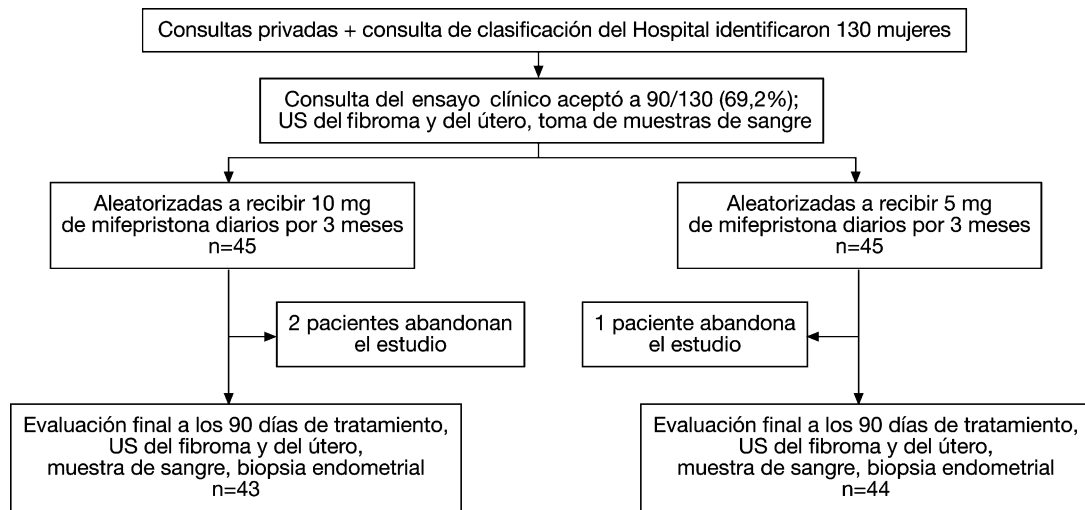 Consultas privadas + consulta de clasificación del Hospital identificaron 130 mujeres
Consulta del ensayo clínico aceptó a 90/130 (69,2%);
US del fibroma y del útero, toma de muestras de sangre
Aleatorizadas a recibir 10 mg
de mifepristona diarios por 3 meses
n=45
Aleatorizadas a recibir 5 mg
de mifepristona diarios por 3 meses
n=45
2 pacientes abandonan
el estudio
1 paciente abandona
el estudio
Evaluación final a los 90 días de tratamiento,
US del fibroma y del útero,
muestra de sangre, biopsia endometrial
n=43
Evaluación final a los 90 días de tratamiento,
US del fibroma y del útero,
muestra de sangre, biopsia endometrial
n=44